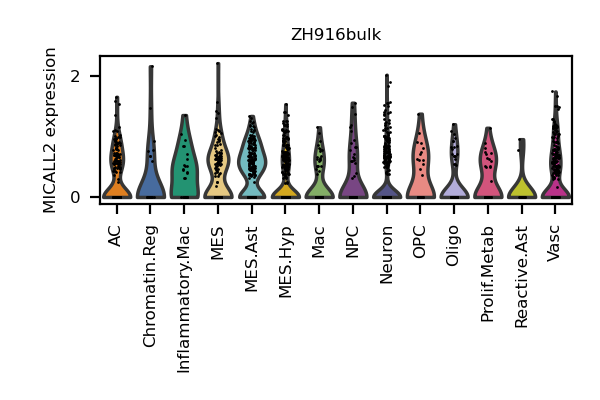 ZH916bulk
MICALL2 expression
2
0
AC
Chromatin.Reg
Inflammatory.Mac
MES
MES.Ast
MES.Hyp
Mac
NPC
Neuron
OPC
Oligo
Prolif.Metab
Reactive.Ast
Vasc